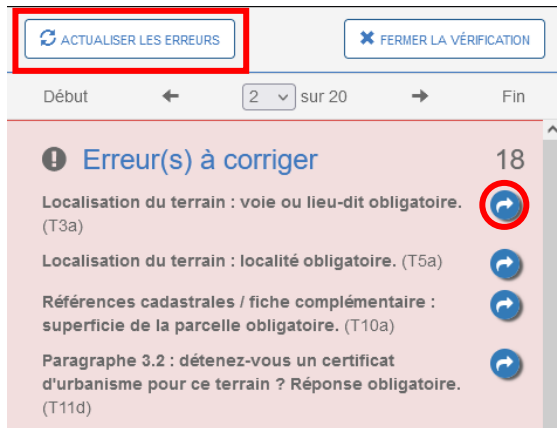 ACTUALISER LES ERREURS FERMER LA VÉRIFICATION
Début 2 sur 20 Fin
Erreur(s) à corriger 18
Localisation du terrain : voie ou lieu-dit obligatoire.
(T3a)
Localisation du terrain : localité obligatoire. (T5a)
Références cadastrales / fiche complémentaire :
superficie de la parcelle obligatoire. (T10a)
Paragraphe 3.2 : détenez-vous un certificat
d'urbanisme pour ce terrain ? Réponse obligatoire.
(T11d)